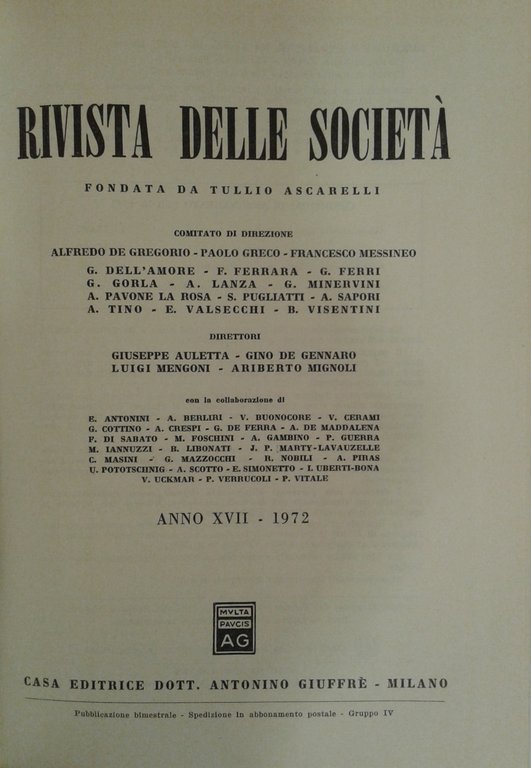 RIVISTA DELLE SOCIETÀ
FONDATA DA TULLIO ASCARELLI
COMITATO DI DIREZIONE
ALFREDO DE GREGORIO - PAOLO GRECO - FRANCESCO MESSINEO
G. DELL'AMORE - F. FERRARA - G. FERRI
G. GORLA - A. LANZA - G. MINERVINI
A. PAVONE LA ROSA - S. PUGLIATTI - A. SAPORI
A. TINO - E. VALSECCHI - B. VISENTINI
DIRETTORI
GIUSEPPE AULETTA - GINO DE GENNARO
LUIGI MENGONI - ARIBERTO MIGNOLI
con la collaborazione di
E. ANTONINI - A. BERLIRI - V. BUONOCORE - V. CERAMI
G. COTTINO - A. CRESPI - G. DE FERRA - A. DE MADDALENA
F. DI SABATO - M. FOSCHINI - A. GAMBINO - P. GUERRA
M. IANNUZZI - B. LIBONATI - J. P. MARTY-LAVAUZELLE
C. MASINI - G. MAZZOCCHI - R. NOBILI - A. PIRAS
U. POTOTSCHNIG - A. SCOTTO - E. SIMONETTO - I. UBERTI-BONA
V. UCKMAR - P. VERRUCOLI - P. VITALE
ANNO XVII - 1972
MVLTA
PAVCIS
AG
CASA EDITRICE DOTT. ANTONINO GIUFFRÈ - MILANO
Pubblicazione bimestrale - Spedizione in abbonamento postale - Gruppo IV